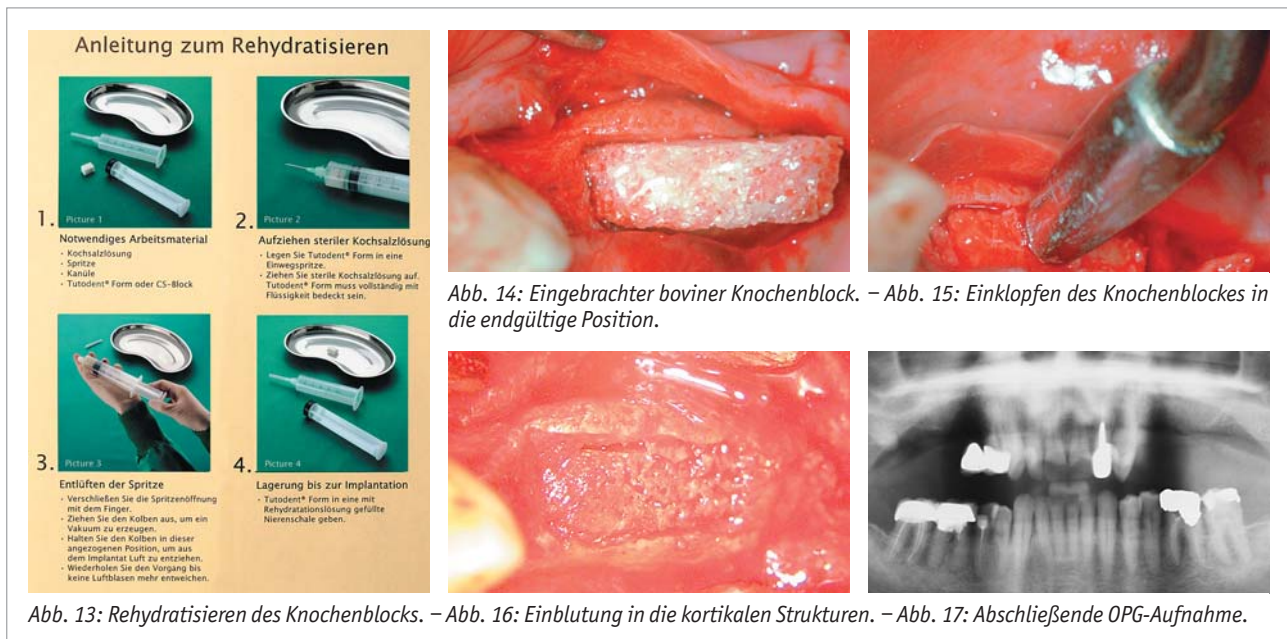 Anleitung zum Rehydratisieren
1.
Picture 1
Notwendiges Arbeitsmaterial
· Kochsalzlösung
· Spritze
· Kanüle
· Tutodent® Form oder CS-Block
2.
Picture 2
Aufziehen steriler Kochsalzlösung
· Legen Sie Tutodent® Form in eine
Einwegspritze.
· Ziehen Sie sterile Kochsalzlösung auf.
Tutodent® Form muss vollständig mit
Flüssigkeit bedeckt sein.
3.
Picture 3
Entlüften der Spritze
· Verschließen Sie die Spritzenöffnung
mit dem Finger.
· Ziehen Sie den Kolben aus, um ein
Vakuum zu erzeugen.
· Halten Sie den Kolben in dieser
angezogenen Position, um aus
dem Implantat Luft zu entziehen.
· Wiederholen Sie den Vorgang bis
keine Luftblasen mehr entweichen.
4.
Picture 4
Lagerung bis zur Implantation
· Tutodent® Form in eine mit
Rehydratationslösung gefüllte
Nierenschale geben.
Abb. 14: Eingebrachter boviner Knochenblock. – Abb. 15: Einklopfen des Knochenblockes in
die endgültige Position.
Abb. 13: Rehydratisieren des Knochenblocks. – Abb. 16: Einblutung in die kortikalen Strukturen. – Abb. 17: Abschließende OPG-Aufnahme.